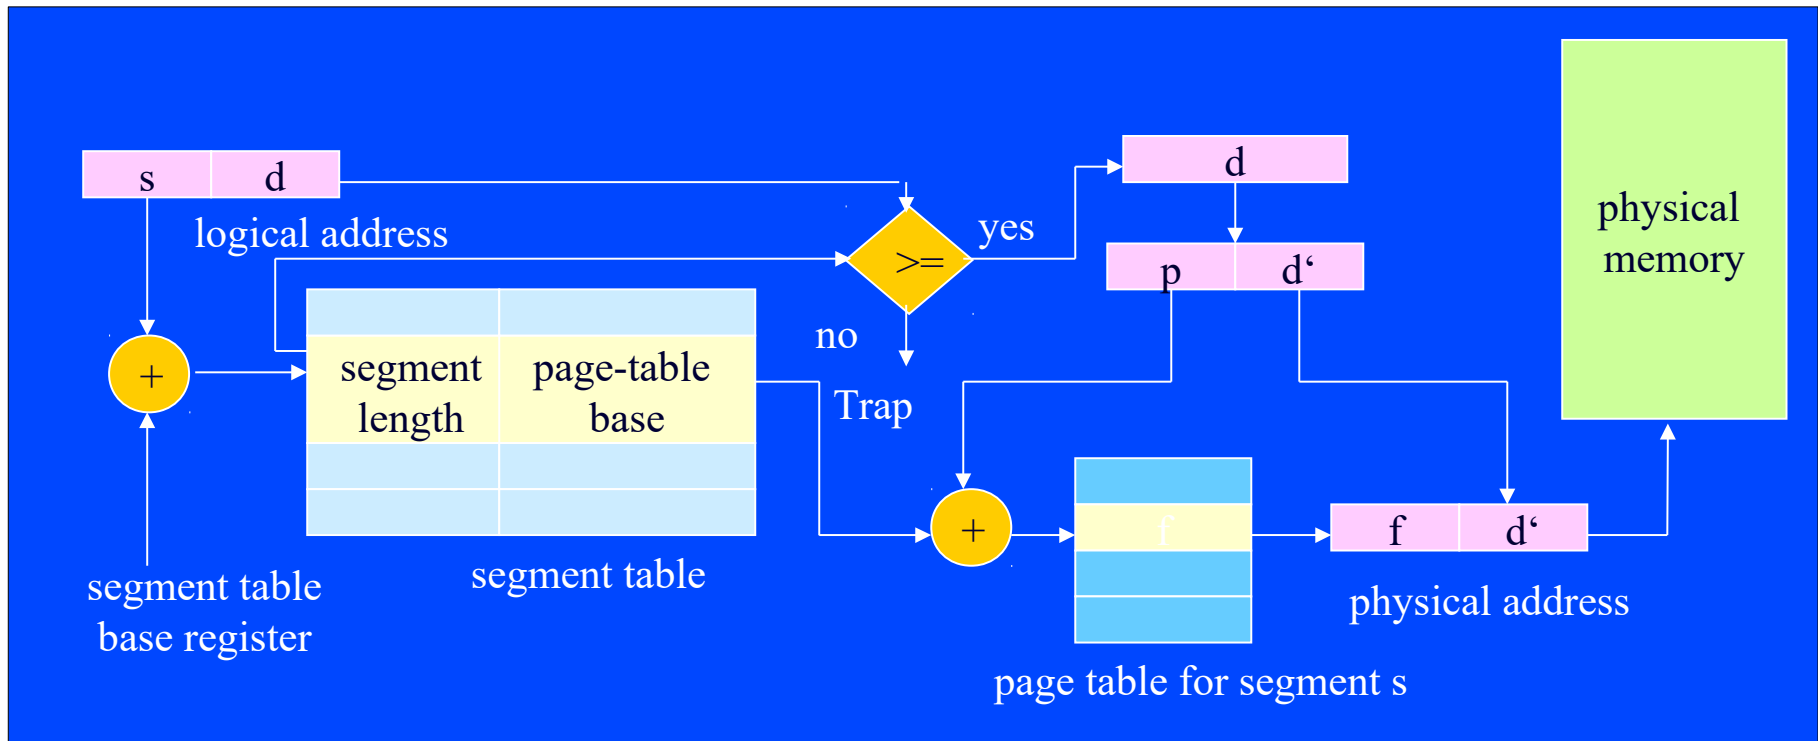 s
d
logical address
+
segment table
base register
segment
length
page-table
base
segment table
>=
yes
no
Trap
d
p
d‘
+
f
page table for segment s
f
d‘
physical address
physical
memory